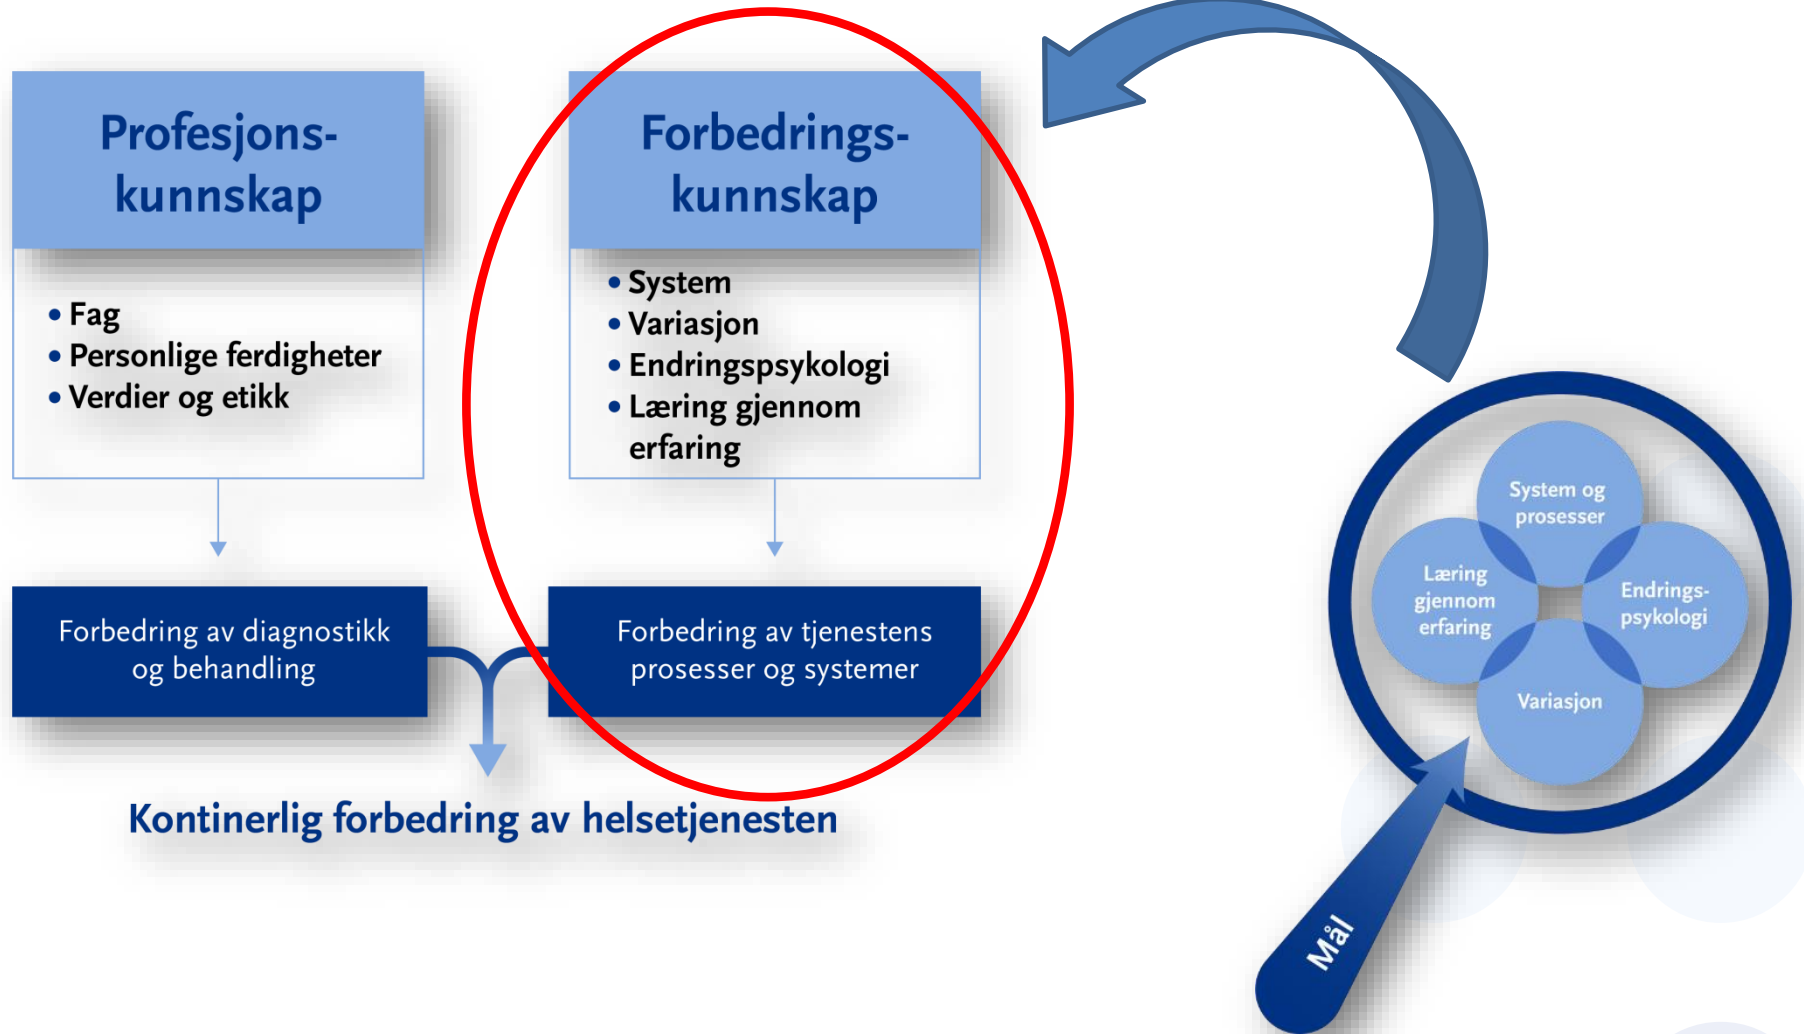 Profesjons-
kunnskap
• Fag
• Personlige ferdigheter
• Verdier og etikk
Forbedring av diagnostikk
og behandling
Forbedrings-
kunnskap
• System
• Variasjon
• Endringspsykologi
• Læring gjennom
erfaring
Forbedring av tjenestens
prosesser og systemer
Kontinerlig forbedring av helsetjenesten
System og
prosesser
Læring
gjennom
erfaring
Endrings-
psykologi
Variasjon
Mål